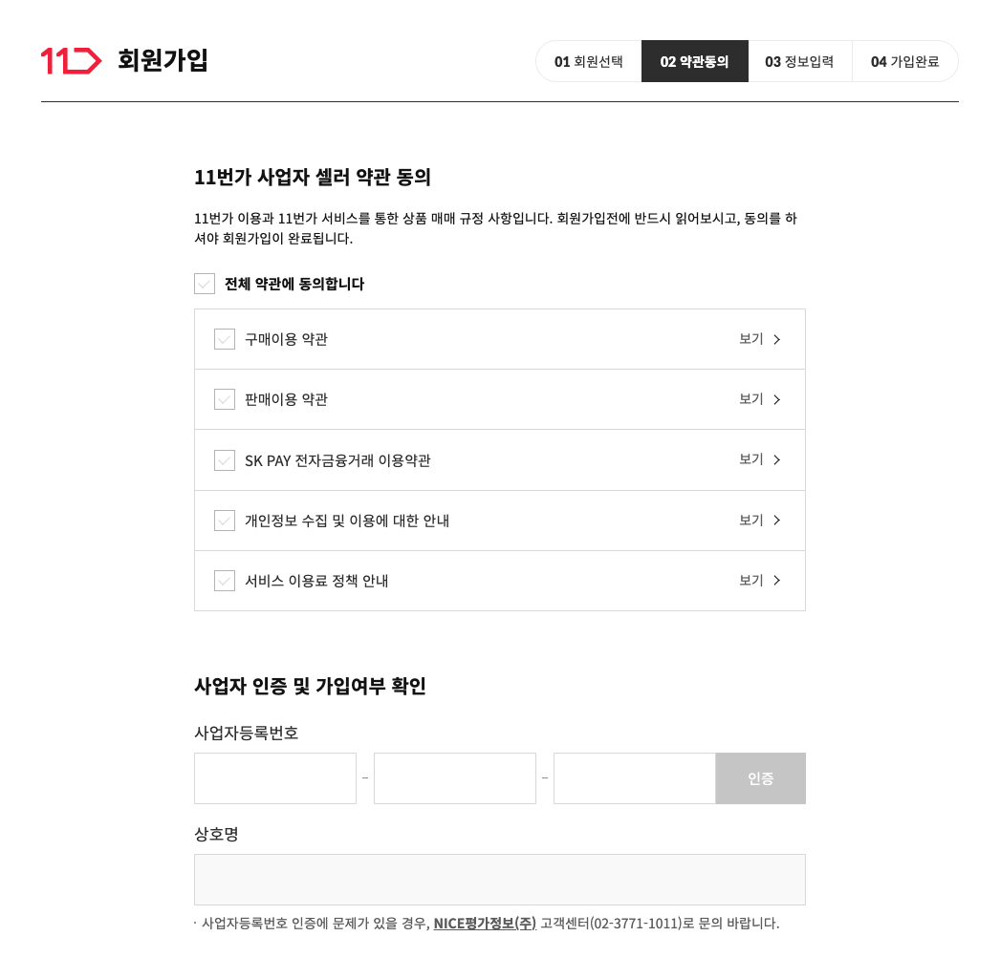 11 회원가입
01 회원선택
02 약관동의
03 정보입력
04 가입완료
11번가 사업자 셀러 약관 동의
11번가 이용과 11번가 서비스를 통한 상품 매매 규정 사항입니다. 회원가입전에 반드시 읽어보시고, 동의를 하
셔야 회원가입이 완료됩니다.
전체 약관에 동의합니다
구매이용 약관 보기
판매이용 약관 보기
SK PAY 전자금융거래 이용약관 보기
개인정보 수집 및 이용에 대한 안내 보기
서비스 이용료 정책 안내 보기
사업자 인증 및 가입여부 확인
사업자등록번호
- - 인증
상호명
· 사업자등록번호 인증에 문제가 있을 경우, NICE평가정보(주) 고객센터(02-3771-1011)로 문의 바랍니다.